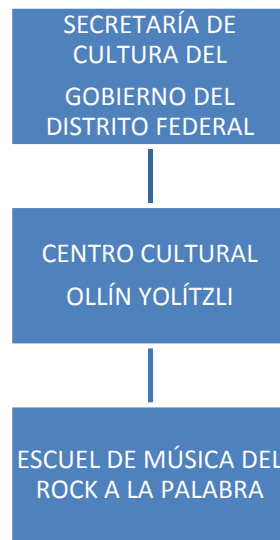 SECRETARÍA DE
CULTURA DEL
GOBIERNO DEL
DISTRITO FEDERAL
CENTRO CULTURAL
OLLÍN YOLÍTZLI
ESCUEL DE MÚSICA DEL
ROCK A LA PALABRA